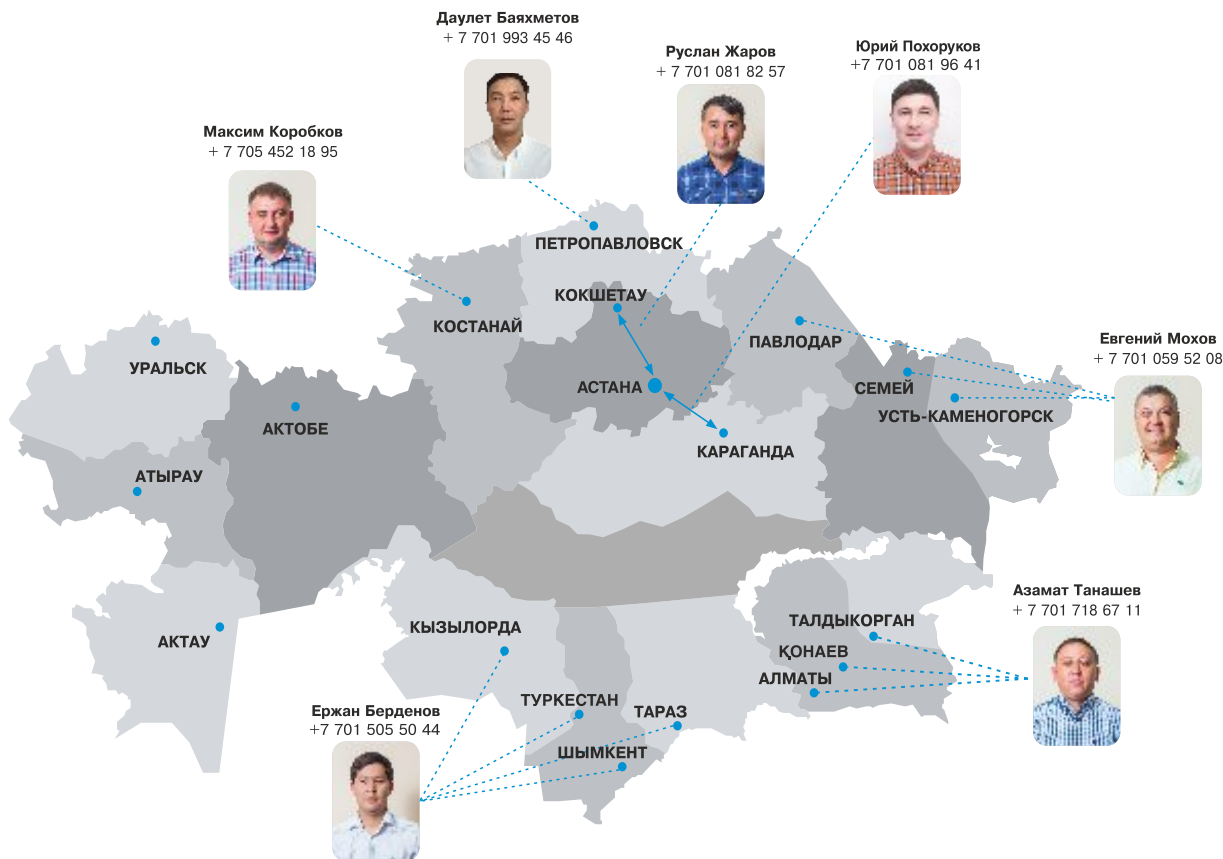 Даулет Баяхметов
+ 7 701 993 45 46
Руслан Жаров
+ 7 701 081 82 57
Юрий Похоруков
+7 701 081 96 41
Максим Коробков
+ 7 705 452 18 95
ПЕТРОПАВЛОВСК
КОКШЕТАУ
КОСТАНАЙ
ПАВЛОДАР
Евгений Мохов
+ 7 701 059 52 08
УРАЛЬСК
АСТАНА
СЕМЕЙ
УСТЬ-КАМЕНОГОРСК
АКТОБЕ
КАРАГАНДА
АТЫРАУ
Азамат Танашев
+ 7 701 718 67 11
ТАЛДЫКОРГАН
КЫЗЫЛОРДА
АКТАУ
ҚОНАЕВ
АЛМАТЫ
ТУРКЕСТАН
ТАРАЗ
Ержан Берденов
+7 701 505 50 44
ШЫМКЕНТ